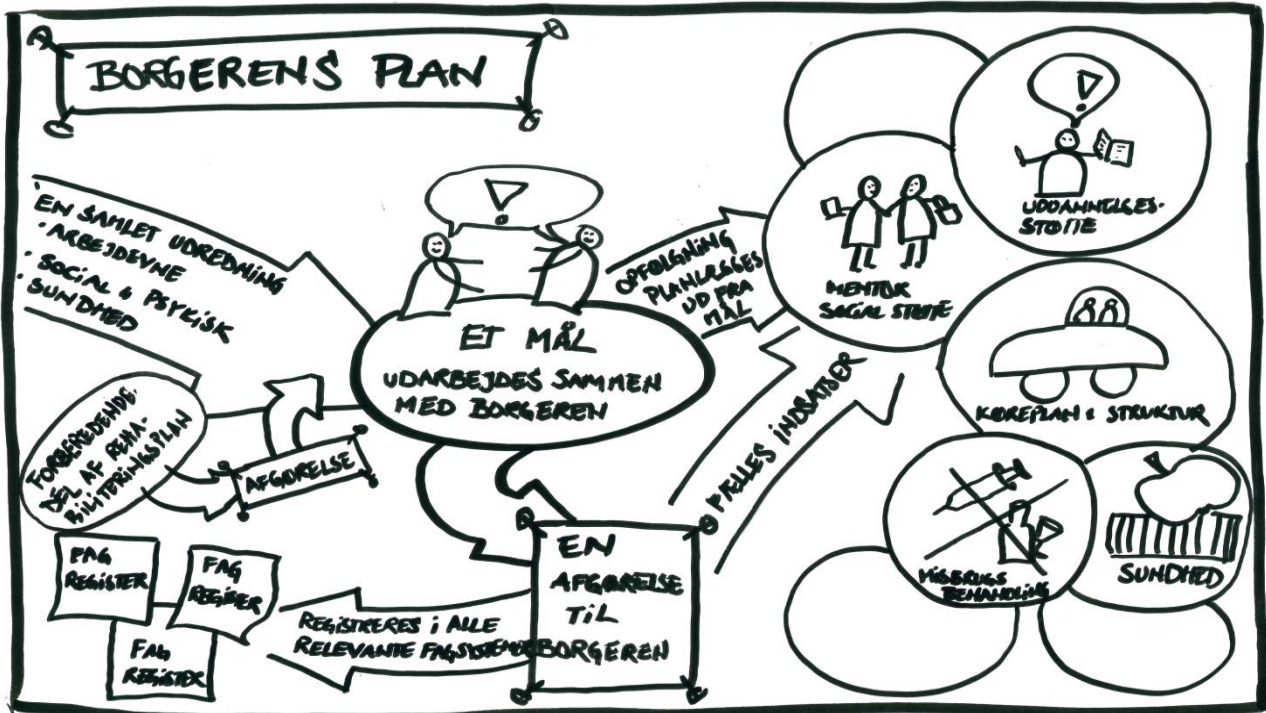 BORGERENS PLAN
EN SAMLET UDREDNING
· ARBEJDEVNE
· SOCIAL & PSYKISK
· SUNDHED
FORBEREDENDE.
DEL AF REHA-
BILITERINGSPLAN
AFGØRELSE
ET MÅL
UDARBEJDES SAMMEN
MED BORGEREN
OPFØLGNING
PLANLÆGGES
UD FRA
MÅL
FÆLLES INDSATSER
MENTOR
SOCIAL STØTTE
UDDANNELSES-
STØTTE
KØREPLAN & STRUKTUR
MISBRUGS
BEHANDLING
SUNDHED
EN
AFGØRELSE
TIL
BORGEREN
REGISTRERES I ALLE
RELEVANTE FAGSYSTEMER
FAG
REGISTER
FAG
REGISTER
FAG
REGISTER